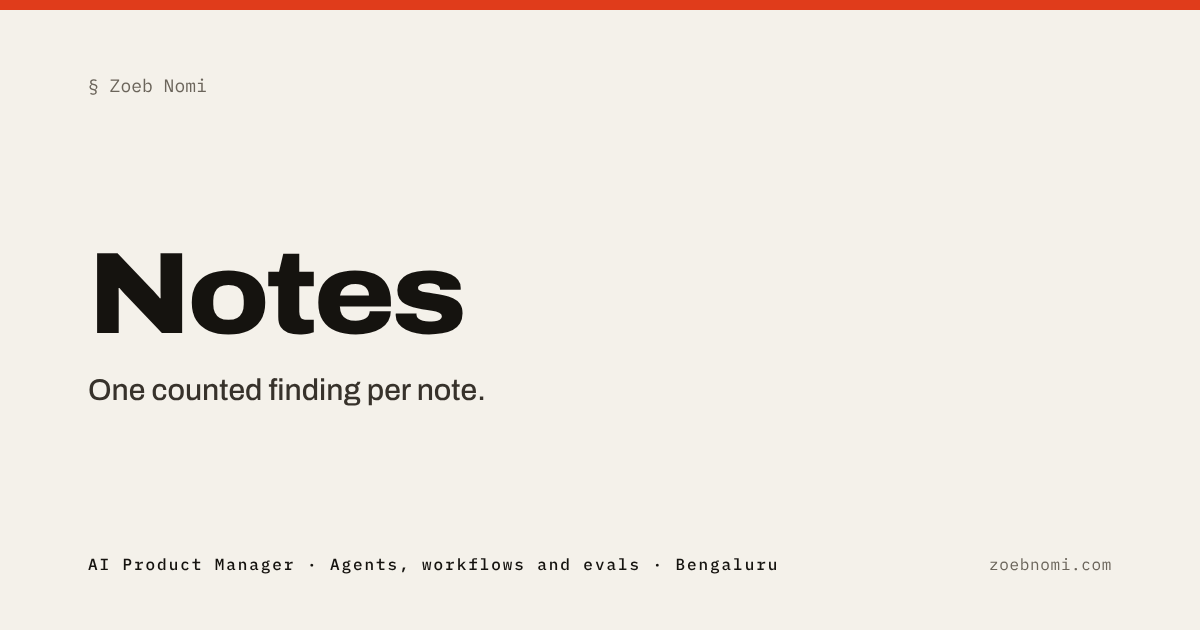 § Zoeb Nomi
Notes
One counted finding per note.
AI Product Manager · Agents, workflows and evals · Bengaluru
zoebnomi.com